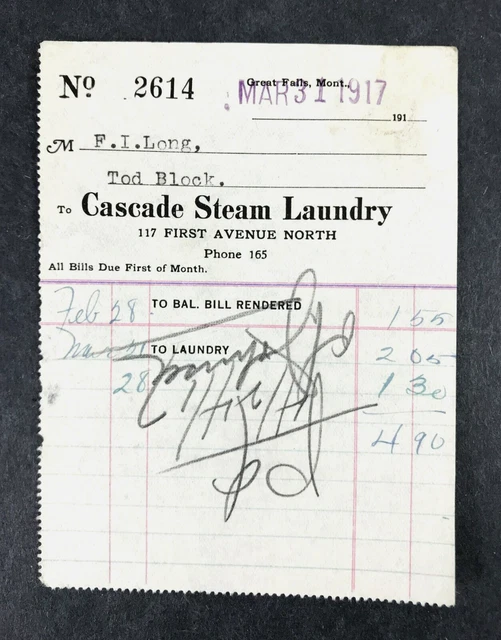 No 2614
Great Falls, Mont.,
MAR 31 1917
191
M F.I.Long,
Tod Block.
To Cascade Steam Laundry
117 FIRST AVENUE NORTH
Phone 165
All Bills Due First of Month.
Feb 28 TO BAL. BILL RENDERED 1 55
TO LAUNDRY 2 05
28 1 30
4 90